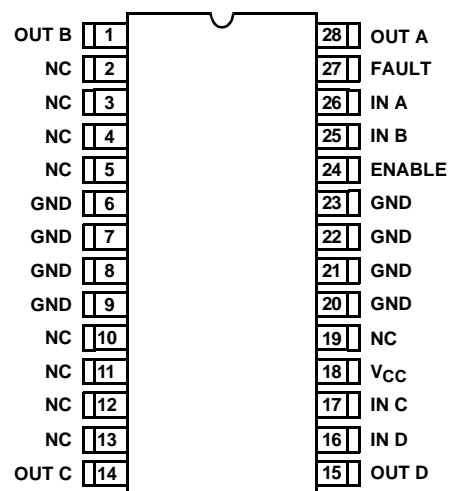 OUT B 1 28 OUT A
NC 2 27 FAULT
NC 3 26 IN A
NC 4 25 IN B
NC 5 24 ENABLE
GND 6 23 GND
GND 7 22 GND
GND 8 21 GND
GND 9 20 GND
NC 10 19 NC
NC 11 18 VCC
NC 12 17 IN C
NC 13 16 IN D
OUT C 14 15 OUT D